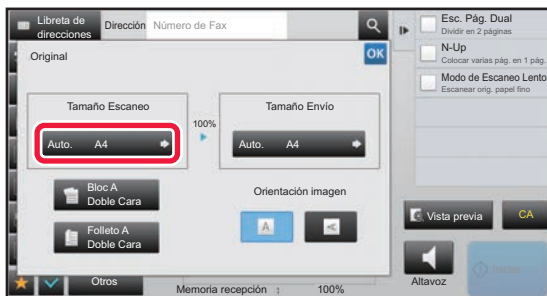 Libreta de
direcciones
Dirección
Número de Fax
Original
OK
Tamaño Escaneo
Auto. A4
100%
Tamaño Envío
Auto. A4
Bloc A
Doble Cara
Folleto A
Doble Cara
Orientación imagen
A
A
Otros
Memoria recepción : 100%
Esc. Pág. Dual
Dividir en 2 páginas
N-Up
Colocar varias pág. en 1 pág.
Modo de Escaneo Lento
Escanear orig. papel fino
Vista previa
CA
Altavoz